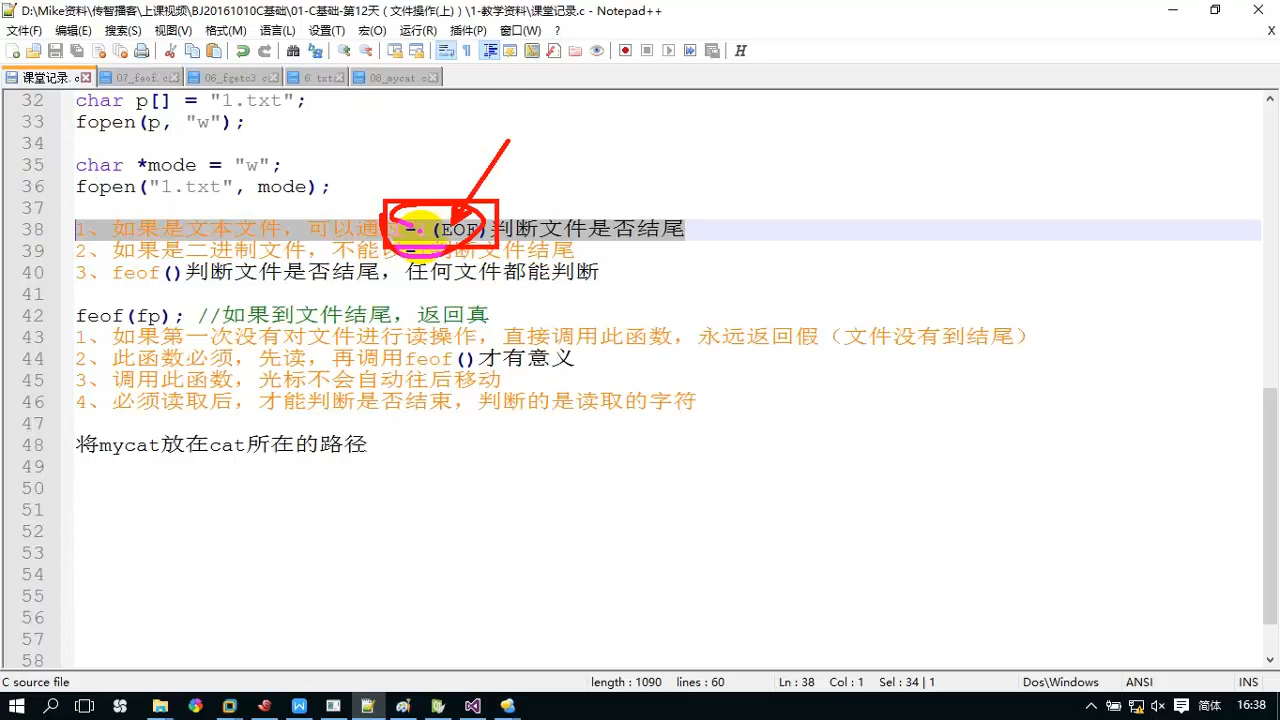 D:\Mike资料\传智播客\上课视频\BJ20161010C基础\01-C基础-第12天（文件操作(上)）\1-教学资料\课堂记录.c - Notepad++
文件(F) 编辑(E) 搜索(S) 视图(V) 格式(M) 语言(L) 设置(T) 宏(O) 运行(R) 插件(P) 窗口(W) ? X
课堂记录.c 07_feof.c 06_fgetc3.c 6.txt 08_mycat.c
32 char p[] = "1.txt";
33 fopen(p, "w");
34
35 char *mode = "w";
36 fopen("1.txt", mode);
37
38 1、如果是文本文件，可以通 (EOF)判断文件是否结尾
39 2、如果是二进制文件，不能 判断文件结尾
40 3、feof()判断文件是否结尾，任何文件都能判断
41
42 feof(fp); //如果到文件结尾，返回真
43 1、如果第一次没有对文件进行读操作，直接调用此函数，永远返回假（文件没有到结尾）
44 2、此函数必须，先读，再调用feof()才有意义
45 3、调用此函数，光标不会自动往后移动
46 4、必须读取后，才能判断是否结束，判断的是读取的字符
47
48 将mycat放在cat所在的路径
49
50
51
52
53
54
55
56
57
58
C source file length : 1090 lines : 60 Ln : 38 Col : 1 Sel : 34 | 1 Dos\Windows ANSI INS
简体 16:38